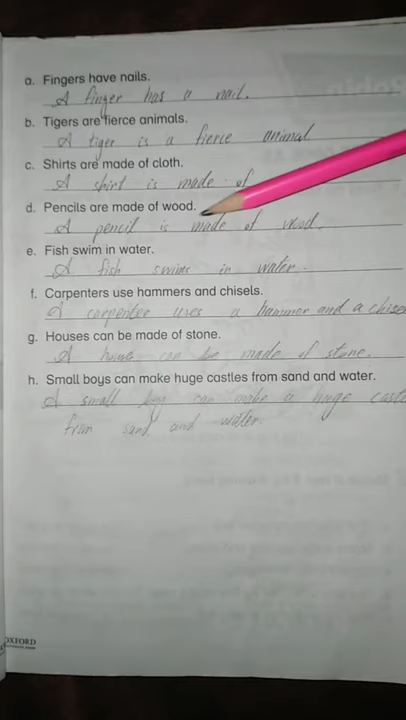 a. Fingers have nails.
A finger has a nail.
b. Tigers are fierce animals.
A tiger is a fierce animal
c. Shirts are made of cloth.
A shirt is made of
d. Pencils are made of wood.
A pencil is made of wood.
e. Fish swim in water.
A fish swims in water.
f. Carpenters use hammers and chisels.
A carpenter uses a hammer and a chise
g. Houses can be made of stone.
A house can be made of stone.
h. Small boys can make huge castles from sand and water.
A small boy can make a huge castle
from sand and water.
OXFORD